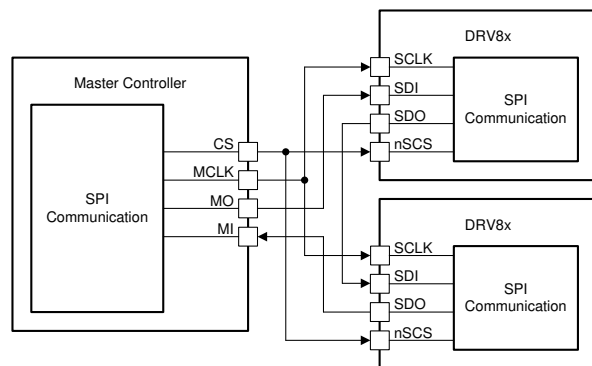 Master Controller
SPI
Communication
CS
MCLK
MO
MI
DRV8x
SCLK
SDI
SDO
nSCS
SPI
Communication
DRV8x
SCLK
SDI
SDO
nSCS
SPI
Communication